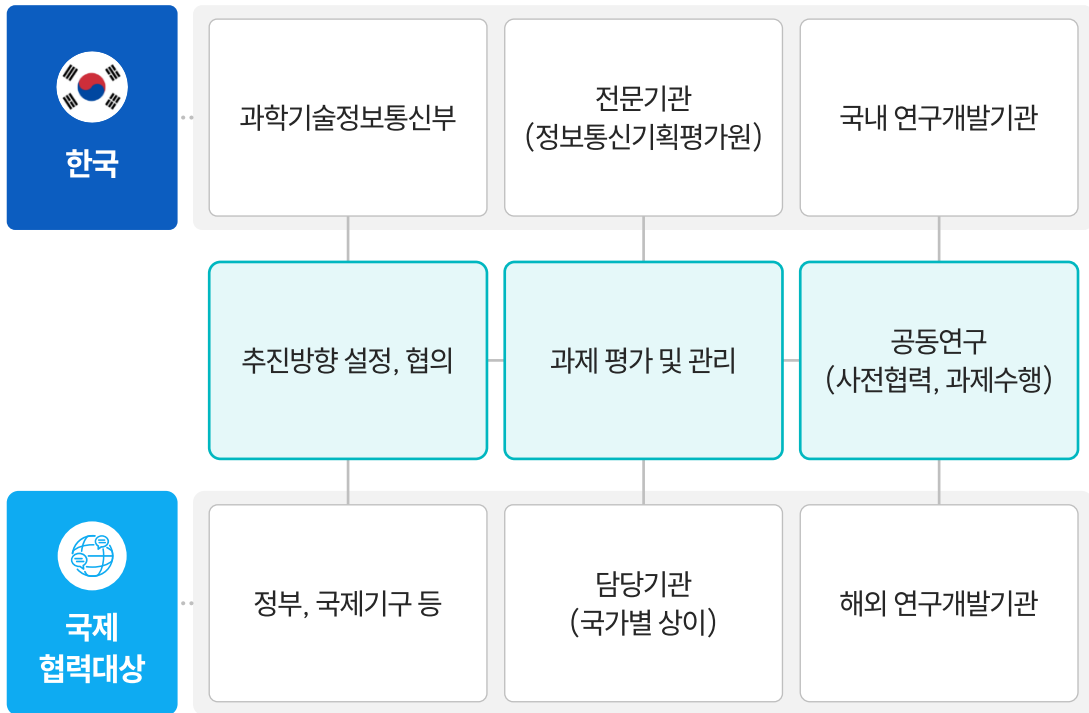 한국
과학기술정보통신부
전문기관
(정보통신기획평가원)
국내 연구개발기관
추진방향 설정, 협의
과제 평가 및 관리
공동연구
(사전협력, 과제수행)
국제
협력대상
정부, 국제기구 등
담당기관
(국가별 상이)
해외 연구개발기관